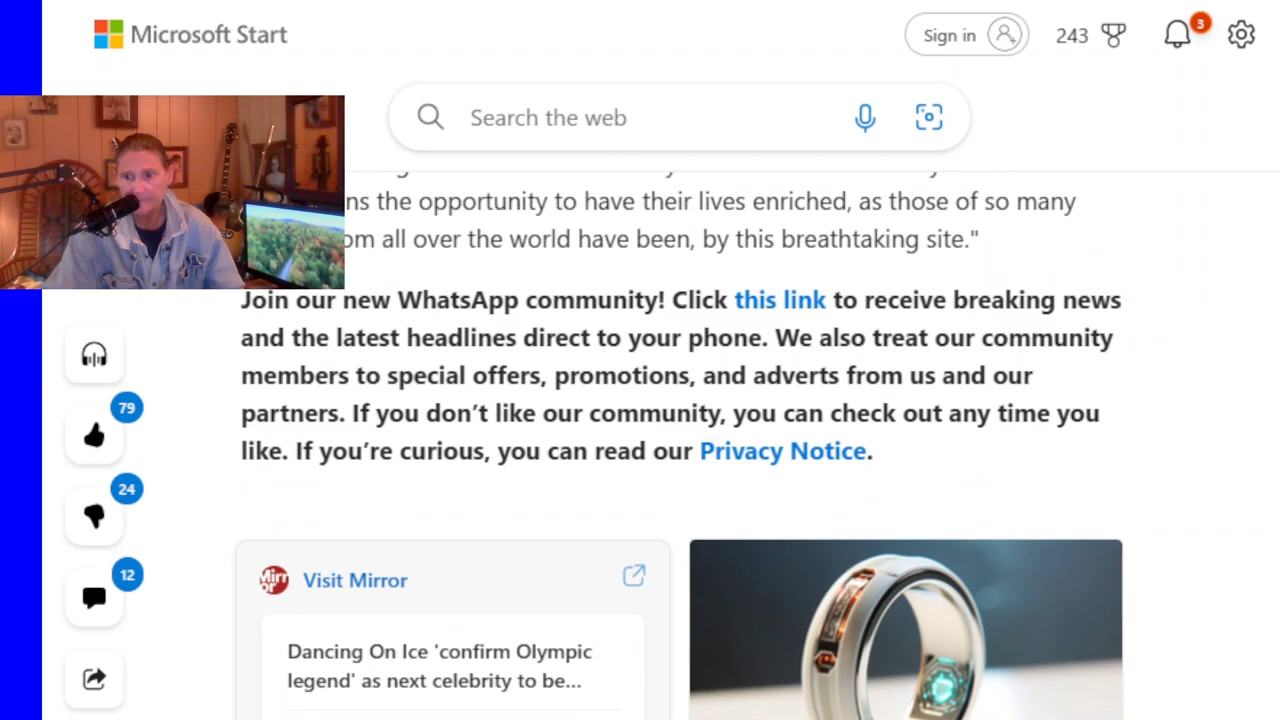 Microsoft Start
Sign in
243
3
Search the web
ns the opportunity to have their lives enriched, as those of so many
om all over the world have been, by this breathtaking site."
Join our new WhatsApp community! Click this link to receive breaking news
and the latest headlines direct to your phone. We also treat our community
members to special offers, promotions, and adverts from us and our
partners. If you don’t like our community, you can check out any time you
like. If you’re curious, you can read our Privacy Notice.
79
24
12
Mirror
Visit Mirror
Dancing On Ice 'confirm Olympic
legend' as next celebrity to be...